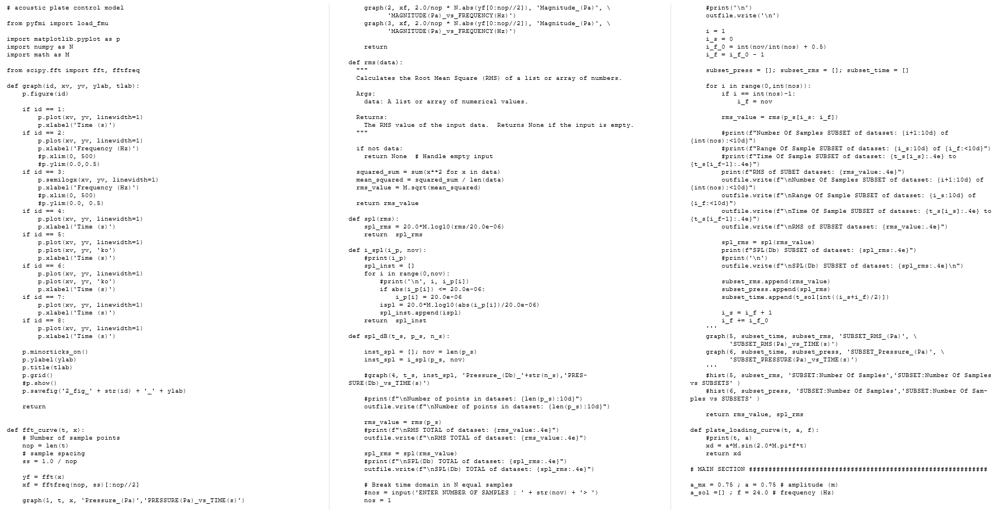 # acoustic plate control model
from pyfmi import load_fmu
import matplotlib.pyplot as p
import numpy as N
import math as M
from scipy.fft import fft, fftfreq
def graph(id, xv, yv, ylab, tlab):
    p.figure(id)
    if id == 1:
        p.plot(xv, yv, linewidth=1)
        p.xlabel('Time (s)')
    if id == 2:
        p.plot(xv, yv, linewidth=1)
        p.xlabel('Frequency (Hz)')
        #p.xlim(0, 500)
        #p.ylim(0.0,0.5)
    if id == 3:
        p.semilogx(xv, yv, linewidth=1)
        p.xlabel('Frequency (Hz)')
        #p.xlim(0, 500)
        #p.ylim(0.0, 0.5)
    if id == 4:
        p.plot(xv, yv, linewidth=1)
        p.xlabel('Time (s)')
    if id == 5:
        p.plot(xv, yv, linewidth=1)
        p.plot(xv, yv, 'ko')
        p.xlabel('Time (s)')
    if id == 6:
        p.plot(xv, yv, linewidth=1)
        p.plot(xv, yv, 'ko')
        p.xlabel('Time (s)')
    if id == 7:
        p.plot(xv, yv, linewidth=1)
        p.xlabel('Time (s)')
    if id == 8:
        p.plot(xv, yv, linewidth=1)
        p.xlabel('Time (s)')
    p.minorticks_on()
    p.ylabel(ylab)
    p.title(tlab)
    p.grid()
    #p.show()
    p.savefig('2_fig_' + str(id) + '_' + ylab)
    return
def fft_curve(t, x):
    # Number of sample points
    nop = len(t)
    # sample spacing
    ss = 1.0 / nop
    yf = fft(x)
    xf = fftfreq(nop, ss)[:nop//2]
    graph(1, t, x, 'Pressure_(Pa)','PRESSURE(Pa)_vs_TIME(s)')
    graph(2, xf, 2.0/nop * N.abs(yf[0:nop//2]), 'Magnitude_(Pa)', \
          'MAGNITUDE(Pa)_vs_FREQUENCY(Hz)')
    graph(3, xf, 2.0/nop * N.abs(yf[0:nop//2]), 'Magnitude_(Pa)', \
          'MAGNITUDE(Pa)_vs_FREQUENCY(Hz)')
    return
def rms(data):
  """
  Calculates the Root Mean Square (RMS) of a list or array of numbers.
  Args:
    data: A list or array of numerical values.
  Returns:
    The RMS value of the input data.  Returns None if the input is empty.
  """
  if not data:
    return None  # Handle empty input
  squared_sum = sum(x**2 for x in data)
  mean_squared = squared_sum / len(data)
  rms_value = M.sqrt(mean_squared)
  return rms_value
def spl(rms):
    spl_rms = 20.0*M.log10(rms/20.0e-06)
    return  spl_rms
def i_spl(i_p, nov):
    #print(i_p)
    spl_inst = []
    for i in range(0,nov):
        #print('\n', i, i_p[i])
        if abs(i_p[i]) <= 20.0e-06:
            i_p[i] = 20.0e-06
        ispl = 20.0*M.log10(abs(i_p[i])/20.0e-06)
        spl_inst.append(ispl)
    return  spl_inst
def spl_dB(t_s, p_s, n_s):
    inst_spl = []; nov = len(p_s)
    inst_spl = i_spl(p_s, nov)
    #graph(4, t_s, inst_spl, 'Pressure_(Db)_'+str(n_s),'PRES-
SURE(Db)_vs_TIME(s)')
    #print(f"\nNumber of points in dataset: {len(p_s):10d}")
    outfile.write(f"\nNumber of points in dataset: {len(p_s):10d}")
    rms_value = rms(p_s)
    #print(f"\nRMS TOTAL of dataset: {rms_value:.4e}")
    outfile.write(f"\nRMS TOTAL of dataset: {rms_value:.4e}")
    spl_rms = spl(rms_value)
    #print(f"\nSPL(Db) TOTAL of dataset: {spl_rms:.4e}")
    outfile.write(f"\nSPL(Db) TOTAL of dataset: {spl_rms:.4e}")
    # Break time domain in N equal samples
    #nos = input('ENTER NUMBER OF SAMPLES : ' + str(nov) + '> ')
    nos = 1
    #print('\n')
    outfile.write('\n')
    i = 1
    i_s = 0
    i_f_0 = int(nov/int(nos) + 0.5)
    i_f = i_f_0 - 1
    subset_press = []; subset_rms = []; subset_time = []
    for i in range(0,int(nos)):
        if i == int(nos)-1:
            i_f = nov
        rms_value = rms(p_s[i_s: i_f])
        #print(f"Number Of Samples SUBSET of dataset: {i+1:10d} of
{int(nos):<10d}")
        #print(f"Range Of Sample SUBSET of dataset: {i_s:10d} of {i_f:<10d}")
        #print(f"Time Of Sample SUBSET of dataset: {t_s[i_s]:.4e} to
{t_s[i_f-1]:.4e}")
        print(f"RMS of SUBET dataset: {rms_value:.4e}")
        outfile.write(f"\nNumber Of Samples SUBSET of dataset: {i+1:10d} of
{int(nos):<10d}")
        outfile.write(f"\nRange Of Sample SUBSET of dataset: {i_s:10d} of
{i_f:<10d}")
        outfile.write(f"\nTime Of Sample SUBSET of dataset: {t_s[i_s]:.4e} to
{t_s[i_f-1]:.4e}")
        outfile.write(f"\nRMS of SUBSET dataset: {rms_value:.4e}")
        spl_rms = spl(rms_value)
        print(f"SPL(Db) SUBSET of dataset: {spl_rms:.4e}")
        #print('\n')
        outfile.write(f"\nSPL(Db) SUBSET of dataset: {spl_rms:.4e}\n")
        subset_rms.append(rms_value)
        subset_press.append(spl_rms)
        subset_time.append(t_sol[int((i_s+i_f)/2)])
        i_s = i_f + 1
        i_f += i_f_0
    '''
    graph(5, subset_time, subset_rms, 'SUBSET_RMS_(Pa)', \
          'SUBSET_RMS(Pa)_vs_TIME(s)')
    graph(6, subset_time, subset_press, 'SUBSET_Pressure_(Pa)', \
          'SUBSET_PRESSURE(Pa)_vs_TIME(s)')
    '''
    #hist(5, subset_rms, 'SUBSET:Number Of Samples','SUBSET:Number Of Samples
vs SUBSETS' )
    #hist(6, subset_press, 'SUBSET:Number Of Samples','SUBSET:Number Of Sam-
ples vs SUBSETS' )
    return rms_value, spl_rms
def plate_loading_curve(t, a, f):
    #print(t, a)
    xd = a*M.sin(2.0*M.pi*f*t)
    return xd
# MAIN SECTION #############################################################
a_mx = 0.75 ; a = 0.75 # amplitude (m)
a_sol =[] ; f = 24.0 # frequency (Hz)